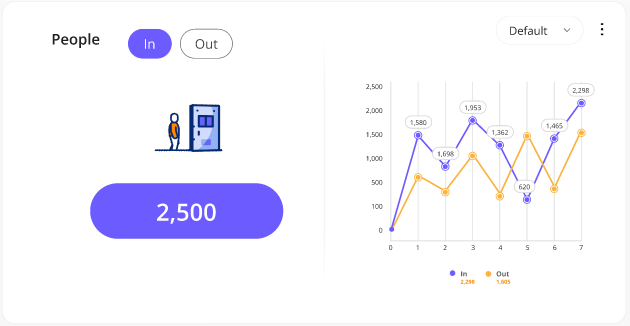 People
In
Out
Default
2,500
2,500
2,000
1,500
1,000
500
100
0
2,298
1,953
1,580
1,362
1,465
1,698
620
0 1 2 3 4 5 6 7
In Out
2,298 1,605